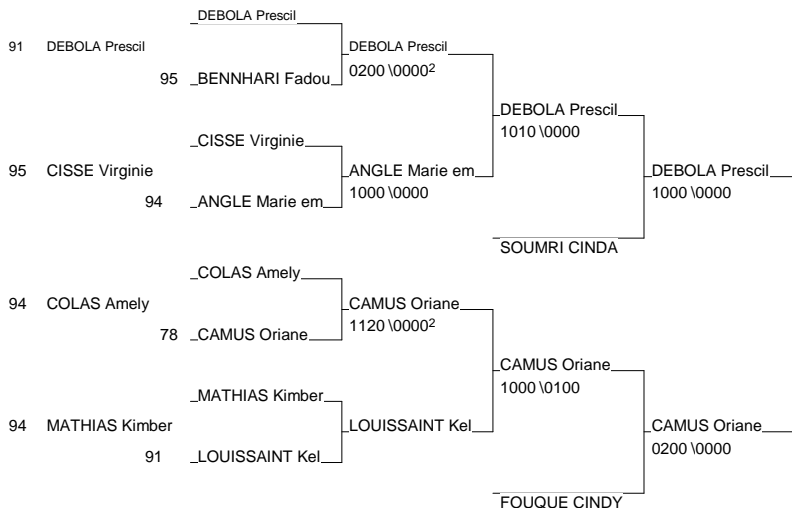 DEBOLA Prescil
91 DEBOLA Prescil
DEBOLA Prescil
0200 \0000²
95 BENNHARI Fadou
DEBOLA Prescil
1010 \0000
CISSE Virginie
95 CISSE Virginie
ANGLE Marie em
1000 \0000
DEBOLA Prescil
1000 \0000
94 ANGLE Marie em
SOUMRI CINDA
COLAS Amely
94 COLAS Amely
CAMUS Oriane
1120 \0000²
78 CAMUS Oriane
CAMUS Oriane
1000 \0100
MATHIAS Kimber
94 MATHIAS Kimber
LOUISSAINT Kel
CAMUS Oriane
0200 \0000
91 LOUISSAINT Kel
FOUQUE CINDY